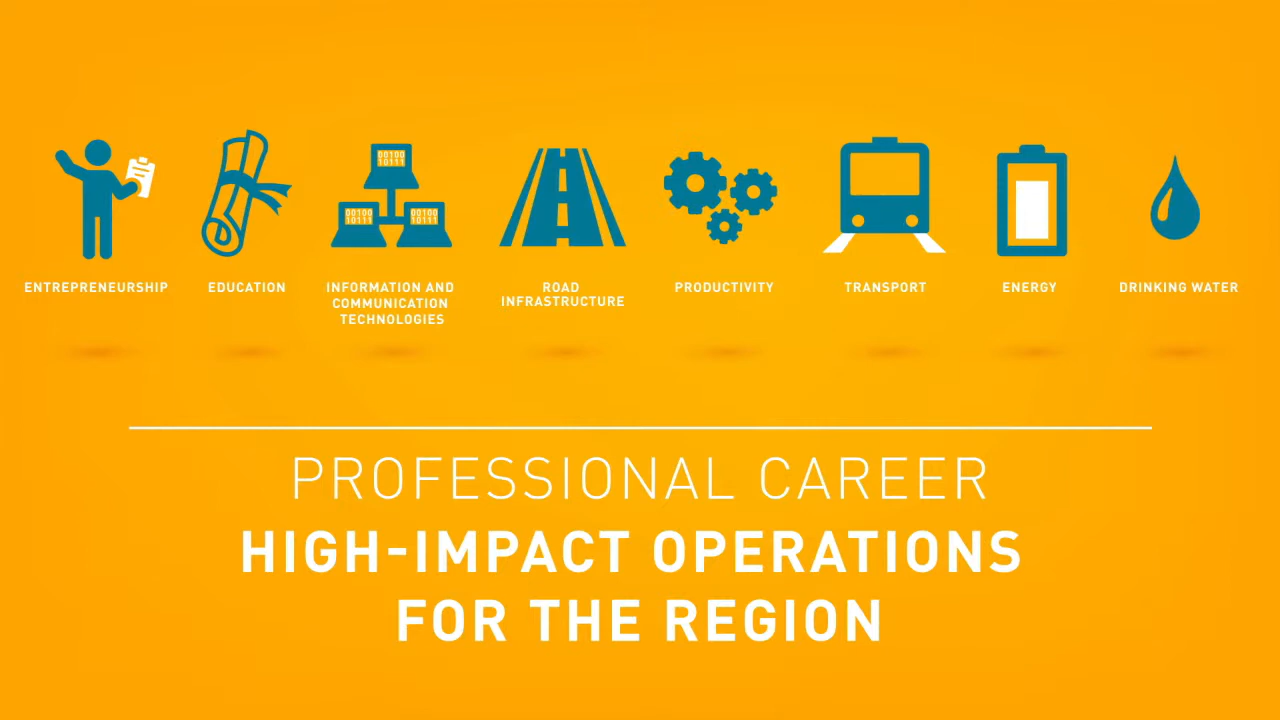 00100
10111
00100
10111
00100
10111
ENTREPRENEURSHIP
EDUCATION
INFORMATION AND
COMMUNICATION
TECHNOLOGIES
ROAD
INFRASTRUCTURE
PRODUCTIVITY
TRANSPORT
ENERGY
DRINKING WATER
PROFESSIONAL CAREER
HIGH-IMPACT OPERATIONS
FOR THE REGION